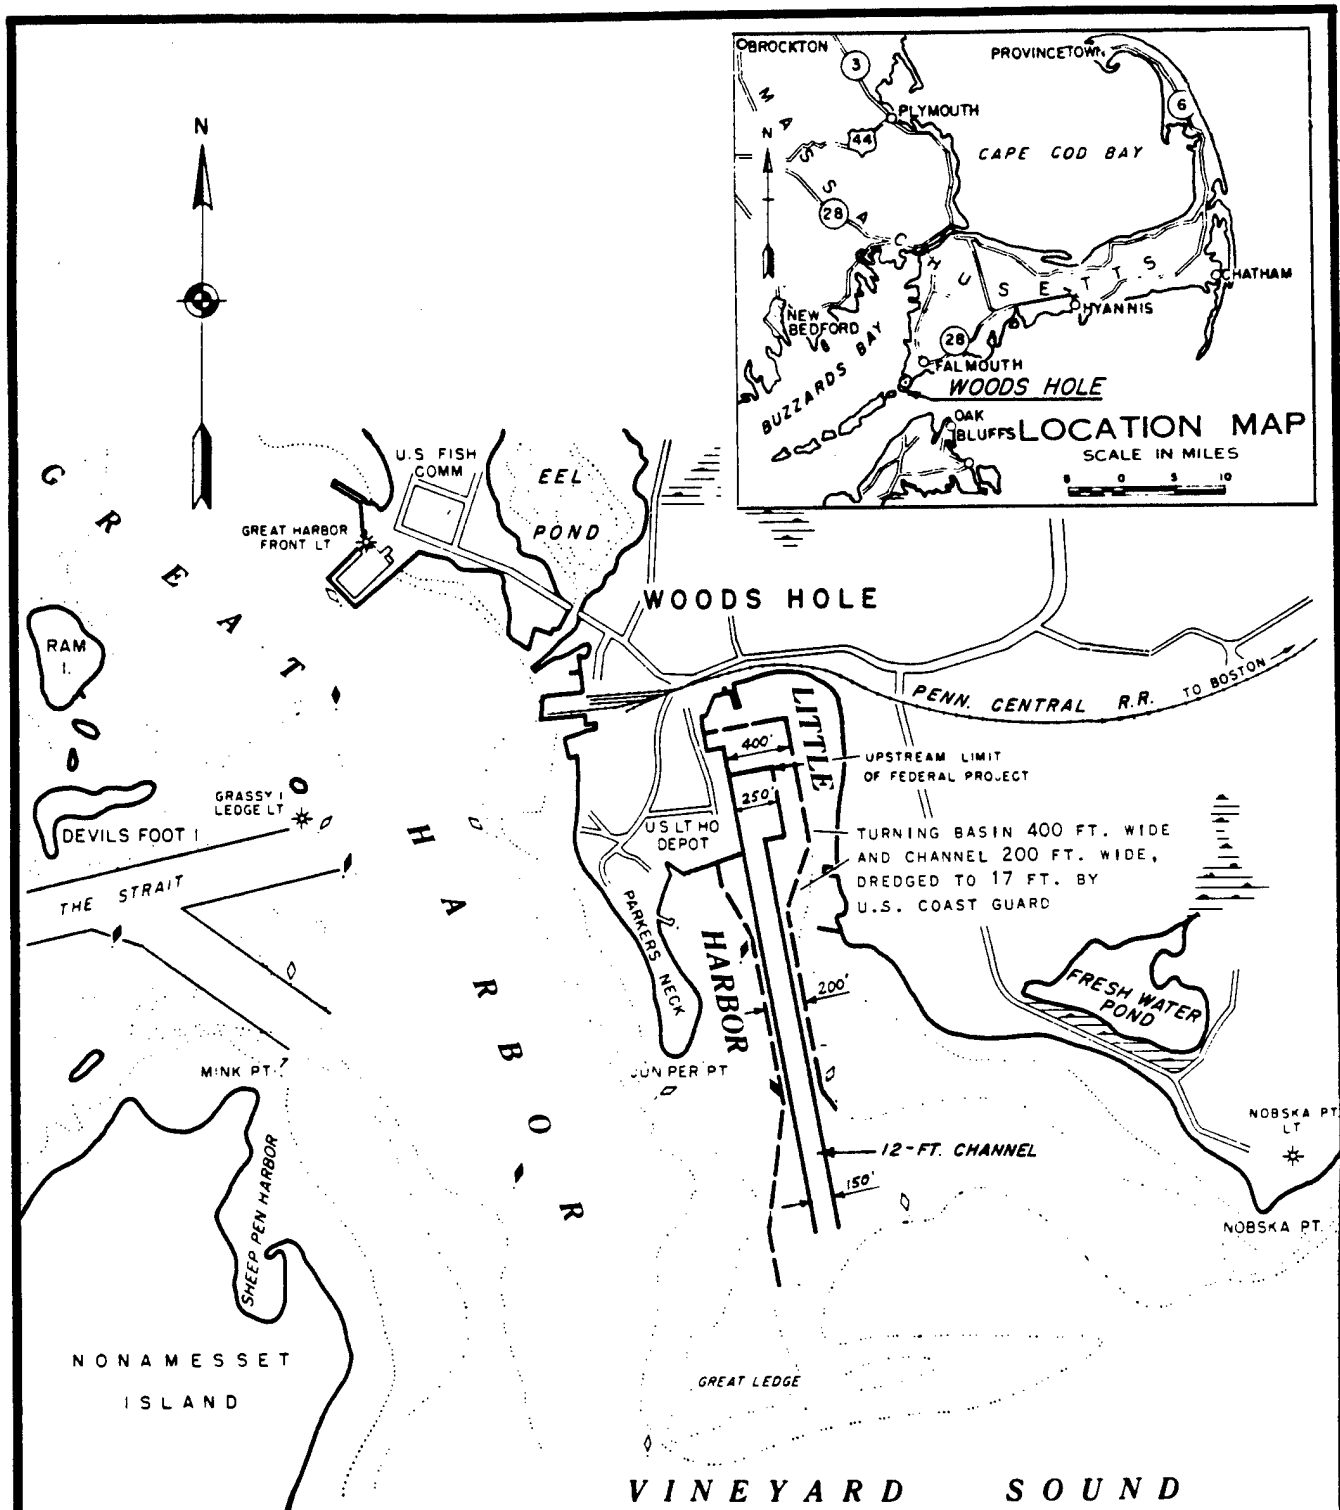 BROCKTON
3
PROVINCETOWN
6
PLYMOUTH
N
44
CAPE COD BAY
MASSACHUSETTS
28
CHATHAM
HYANNIS
NEW
BEDFORD
28
BUZZARDS BAY
FALMOUTH
WOODS HOLE
OAK
BLUFFS
LOCATION MAP
SCALE IN MILES
5 0 5 10
N
U.S FISH
COMM
EEL
POND
GREAT HARBOR
FRONT LT
WOODS HOLE
RAM
I.
GREAT HARBOR
PENN. CENTRAL R.R. TO BOSTON
LITTLE HARBOR
400'
UPSTREAM LIMIT
OF FEDERAL PROJECT
250'
GRASSY I
LEDGE LT
DEVILS FOOT I
U S LT HO
DEPOT
TURNING BASIN 400 FT. WIDE
AND CHANNEL 200 FT. WIDE,
DREDGED TO 17 FT. BY
U.S. COAST GUARD
THE STRAIT
PARKERS NECK
FRESH WATER
POND
200'
MINK PT.
JUNIPER PT
NOBSKA PT
LT
12-FT. CHANNEL
150'
SHEEP PEN HARBOR
NOBSKA PT.
NONAMESSET
ISLAND
GREAT LEDGE
VINEYARD SOUND